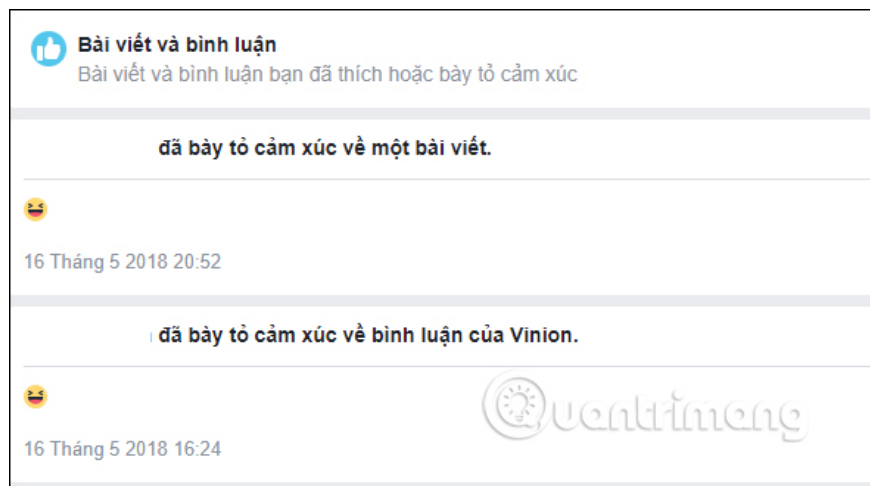 Bài viết và bình luận
Bài viết và bình luận bạn đã thích hoặc bày tỏ cảm xúc
đã bày tỏ cảm xúc về một bài viết.
16 Tháng 5 2018 20:52
đã bày tỏ cảm xúc về bình luận của Vinion.
Quantrimang
16 Tháng 5 2018 16:24